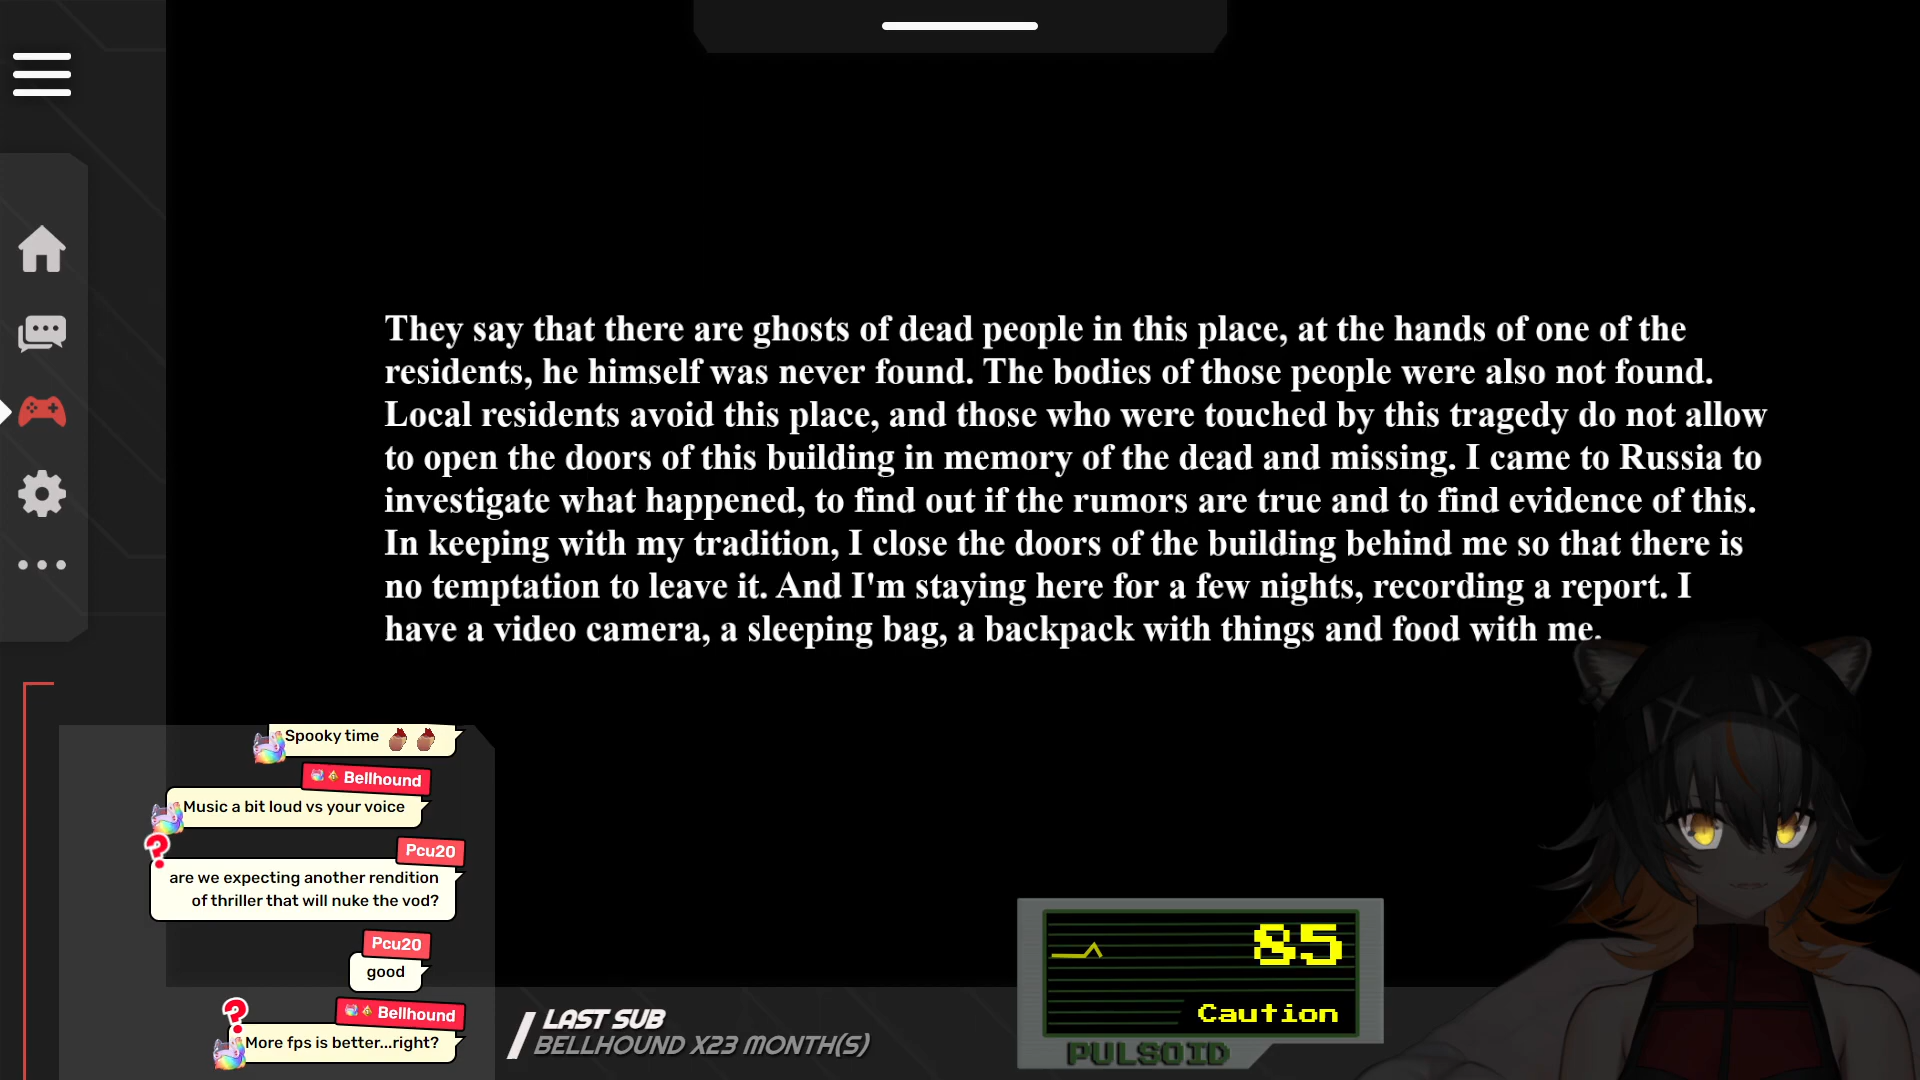 They say that there are ghosts of dead people in this place, at the hands of one of the
residents, he himself was never found. The bodies of those people were also not found.
Local residents avoid this place, and those who were touched by this tragedy do not allow
to open the doors of this building in memory of the dead and missing. I came to Russia to
investigate what happened, to find out if the rumors are true and to find evidence of this.
In keeping with my tradition, I close the doors of the building behind me so that there is
no temptation to leave it. And I'm staying here for a few nights, recording a report. I
have a video camera, a sleeping bag, a backpack with things and food with me.
Spooky time
Bellhound
Music a bit loud vs your voice
Pcu20
are we expecting another rendition
of thriller that will nuke the vod?
Pcu20
good
Bellhound
More fps is better...right?
LAST SUB
BELLHOUND X23 MONTH(S)
85
Caution
PULSOID